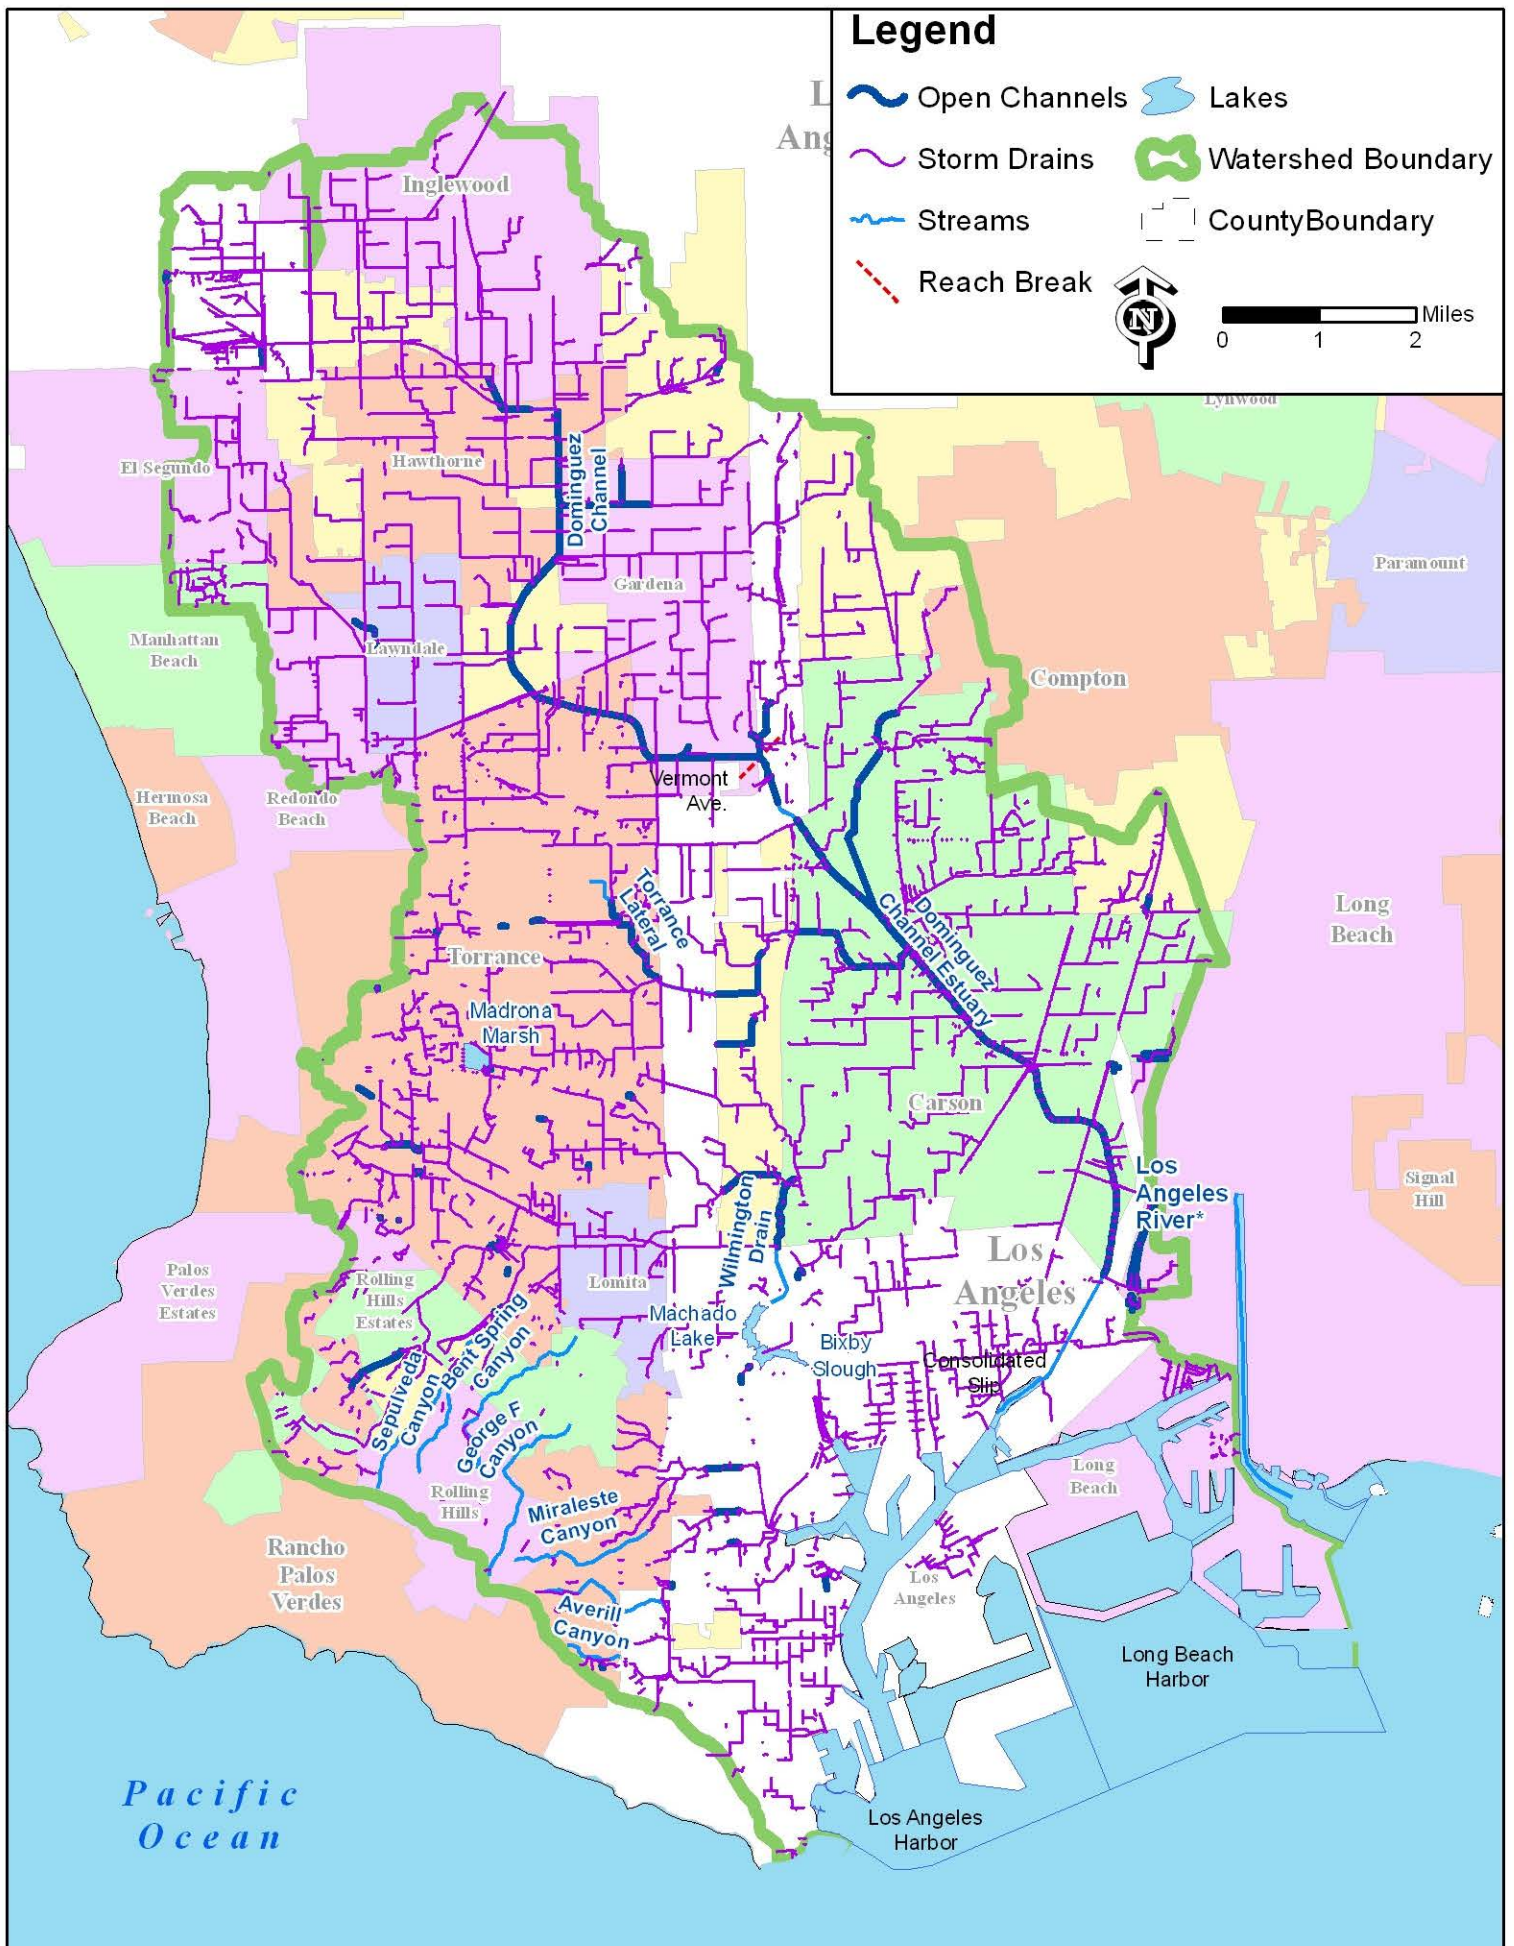 Legend
Open Channels
Lakes
Storm Drains
Watershed Boundary
Streams
CountyBoundary
Reach Break
N
Miles
0 1 2
Inglewood
Lynwood
El Segundo
Hawthorne
Dominguez
Channel
Gardena
Paramount
Manhattan
Beach
Lawndale
Compton
Vermont
Ave.
Hermosa
Beach
Redondo
Beach
Torrance
Lateral
Dominguez
Channel Estuary
Long
Beach
Torrance
Madrona
Marsh
Carson
Los
Angeles
River*
Signal
Hill
Wilmington
Drain
Los
Angeles
Palos
Verdes
Estates
Rolling
Hills
Estates
Lomita
Machado
Lake
Bixby
Slough
Consolidated
Slip
Bent Spring
Canyon
Sepulveda
Canyon
George F
Canyon
Rolling
Hills
Miraleste
Canyon
Long
Beach
Rancho
Palos
Verdes
Los
Angeles
Averill
Canyon
Long Beach
Harbor
Pacific
Ocean
Los Angeles
Harbor